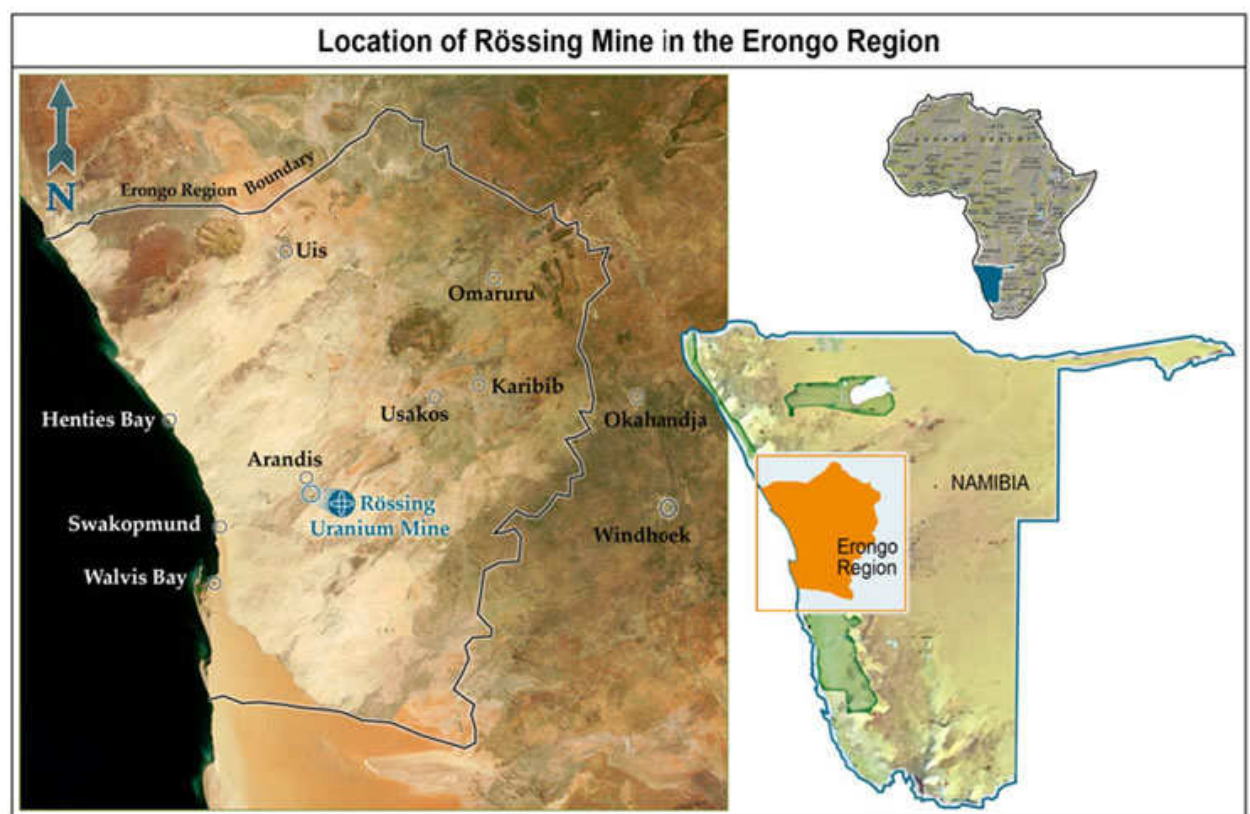 Location of Rössing Mine in the Erongo Region
N
Erongo Region Boundary
Uis
Omaruru
Karibib
Usakos
Okahandja
Henties Bay
Arandis
Rössing
Uranium Mine
Swakopmund
Windhoek
Walvis Bay
NAMIBIA
Erongo
Region